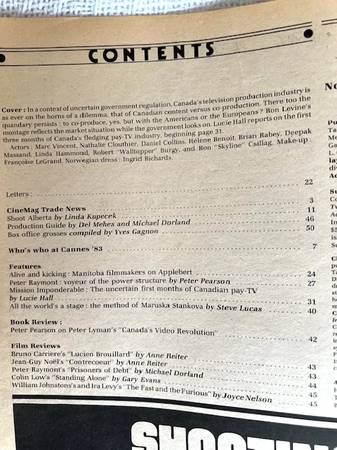 CONTENTS
Cover : In a context of uncertain government regulation, Canada's television production industry is
as ever on the horns of a dilemma, that of Canadian content versus co-production. There too the
quandary persists : to co-produce, yes, but with the Americans or the Europeans ? Ron Levine's
montage reflects the market situation while the government looks on. Lucie Hall reports on the first
three months of Canada's fledging pay-TV industry, beginning page 31.
Actors : Marc Vincent, Nathalie Clouthier, Daniel Collins, Hélène Benoit, Brian Rabey, Deepak
Massand, Linda Hammond, Robert "Walltopper" Burgy, and Ron "Skyline" Csillag. Make-up :
Françoise LeGrand, Norwegian dress : Ingrid Richards.
Letters : 22
CineMag Trade News 3
Shoot Alberta by Linda Kupecek 11
Production Guide by Del Mehes and Michael Dorland 46
Box office grosses compiled by Yves Gagnon 50
Who's who at Cannes '83 7
Features
Alive and kicking : Manitoba filmmakers on Applebert 24
Peter Raymont : voyeur of the power structure by Peter Pearson 27
Mission Imponderable : The uncertain first months of Canadian pay-TV
by Lucie Hall 31
All the world's a stage : the method of Maruska Stankova by Steve Lucas 40
Book Review :
Peter Pearson on Peter Lyman's "Canada's Video Revolution" 42
Film Reviews
Bruno Carrière's "Lucien Brouillard" by Anne Reiter
Jean-Guy Noël's "Contrecoeur" by Anne Reiter 43
Peter Raymont's "Prisoners of Debt" by Michael Dorland 43
Colin Low's "Standing Alone" by Gary Evans 44
William Johnston's and Ira Levy's "The Fast and the Furious" by Joyce Nelson 45
45